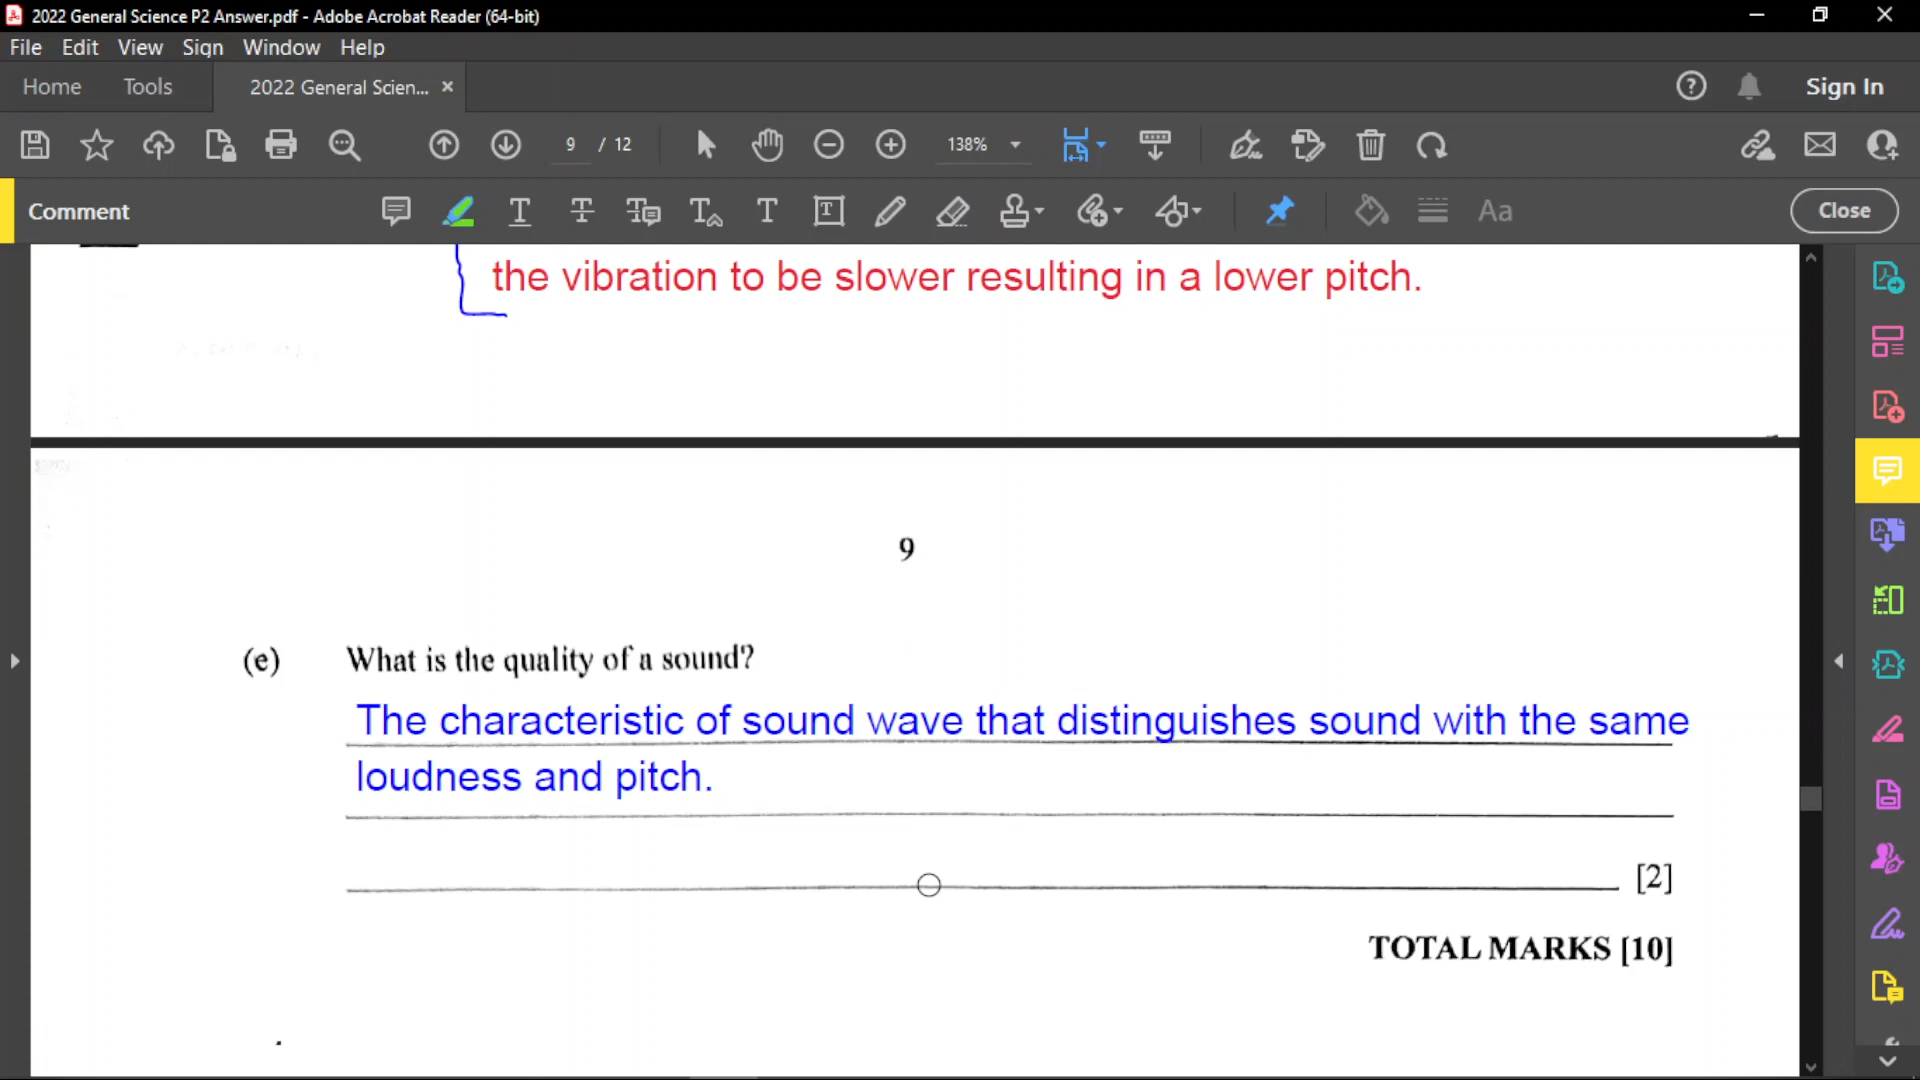 2022 General Science P2 Answer.pdf - Adobe Acrobat Reader (64-bit)
File Edit View Sign Window Help
Home Tools 2022 General Scien... ×
Sign In
9 / 12
138%
Comment
Aa
Close
the vibration to be slower resulting in a lower pitch.
9
(e) What is the quality of a sound?
The characteristic of sound wave that distinguishes sound with the same
loudness and pitch.
[2]
TOTAL MARKS [10]